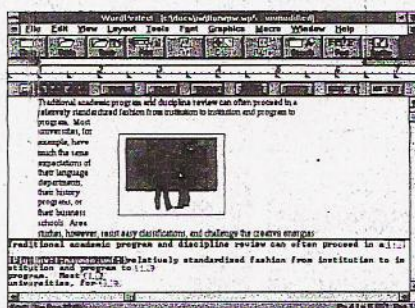 WordPerfect - [c:\docs\wp\
- unmodified]
File Edit View Layout Tools Font Graphics Macro Window Help
Traditional academic program and discipline review can often proceed in a
relatively standardized fashion from institution to institution and program to
program. Most
universities, for
example, have
much the same
expectations of
their language
departments,
their history
programs, or
their business
schools. Area
studies, however, resist easy classifications, and challenge the creative energies
Traditional academic program and discipline review can often proceed in a
relatively standardized fashion from institution to in
stitution and program to
program. Most
universities, for